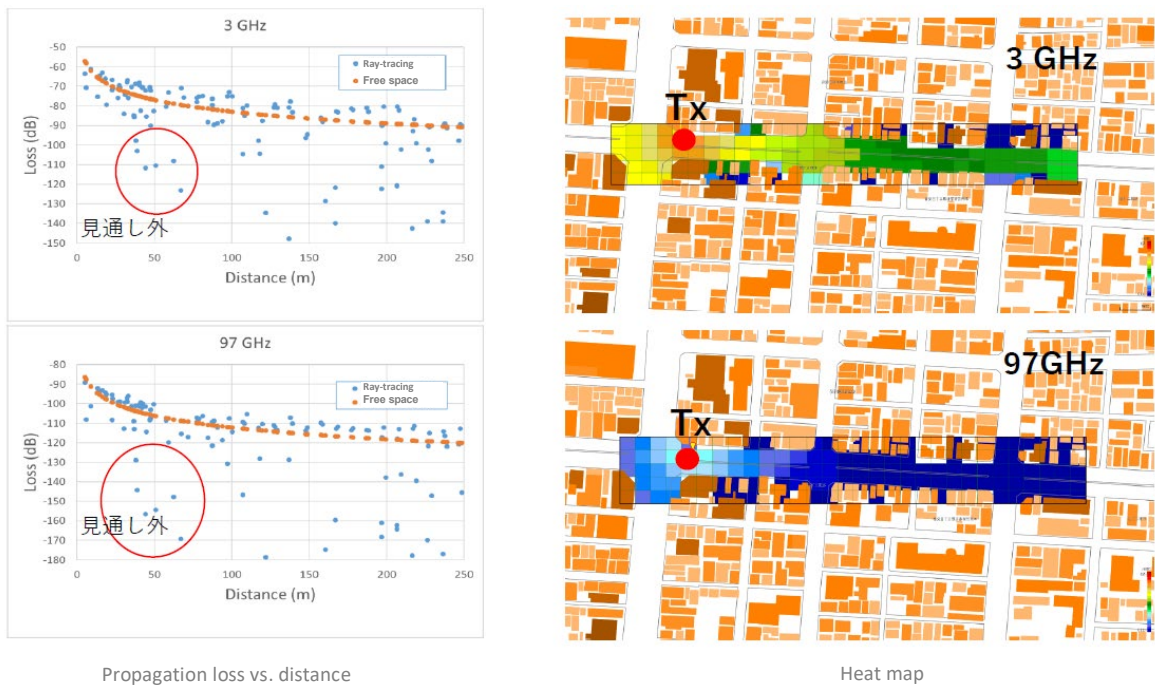 3 GHz
Ray-tracing
Free space
-50
-60
-70
-80
-90
-100
-110
-120
-130
-140
-150
Loss (dB)
見通し外
0
50
100
150
200
250
Distance (m)
3 GHz
Tx
97 GHz
Ray-tracing
Free space
-80
-90
-100
-110
-120
-130
-140
-150
-160
-170
-180
Loss (dB)
見通し外
0
50
100
150
200
250
Distance (m)
97GHz
Tx
Propagation loss vs. distance
Heat map